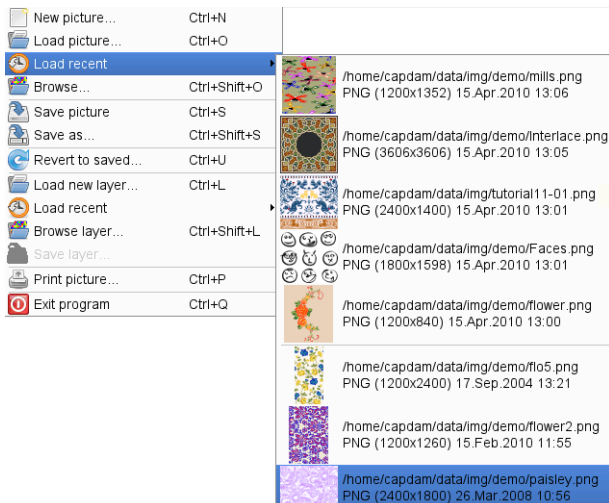 New picture... Ctrl+N
Load picture... Ctrl+O
Load recent
Browse... Ctrl+Shift+O
Save picture Ctrl+S
Save as... Ctrl+Shift+S
Revert to saved... Ctrl+U
Load new layer... Ctrl+L
Load recent
Browse layer... Ctrl+Shift+L
Save layer...
Print picture... Ctrl+P
Exit program Ctrl+Q
/home/capdam/data/img/demo/mills.png
PNG (1200x1352) 15.Apr.2010 13:06
/home/capdam/data/img/demo/Interlace.png
PNG (3606x3606) 15.Apr.2010 13:05
/home/capdam/data/img/tutorial11-01.png
PNG (2400x1400) 15.Apr.2010 13:01
/home/capdam/data/img/demo/Faces.png
PNG (1800x1598) 15.Apr.2010 13:01
/home/capdam/data/img/demo/flower.png
PNG (1200x840) 15.Apr.2010 13:00
/home/capdam/data/img/demo/flo5.png
PNG (1200x2400) 17.Sep.2004 13:21
/home/capdam/data/img/demo/flower2.png
PNG (1200x1260) 15.Feb.2010 11:55
/home/capdam/data/img/demo/paisley.png
PNG (2400x1800) 26.Mar.2008 10:56